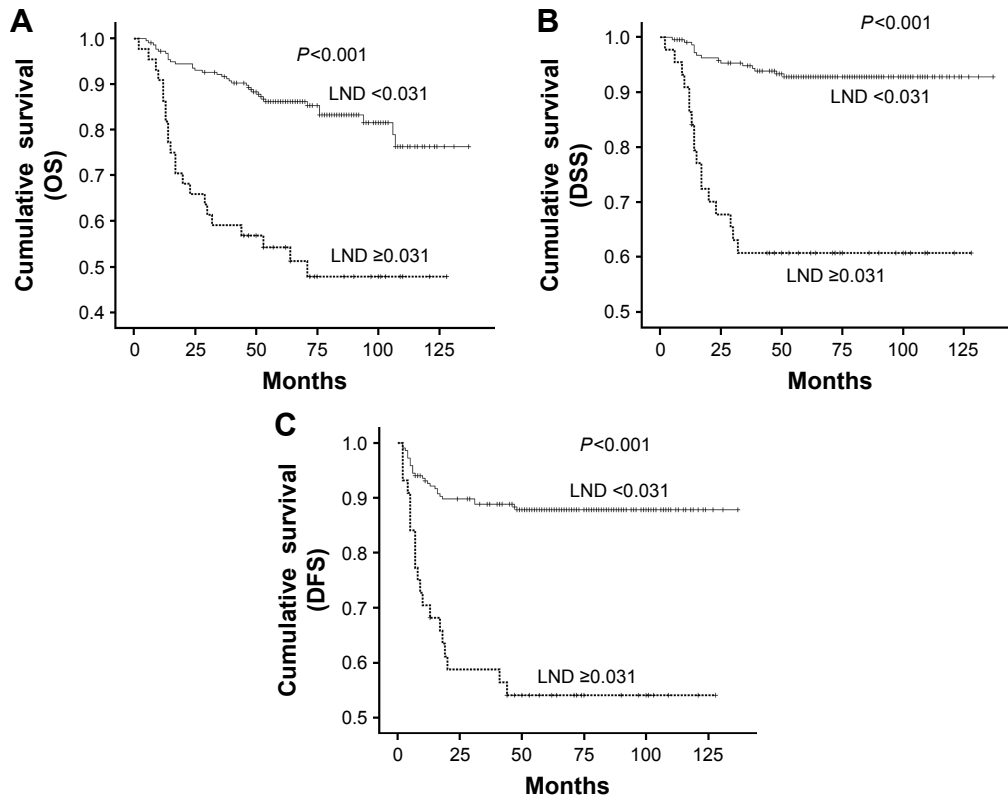 A
Cumulative survival
(OS)
1.0
0.9
0.8
0.7
0.6
0.5
0.4
P<0.001
LND <0.031
LND ≥0.031
0
25
50
75
100
125
Months
B
Cumulative survival
(DSS)
1.0
0.9
0.8
0.7
0.6
0.5
P<0.001
LND <0.031
LND ≥0.031
0
25
50
75
100
125
Months
C
Cumulative survival
(DFS)
1.0
0.9
0.8
0.7
0.6
0.5
P<0.001
LND <0.031
LND ≥0.031
0
25
50
75
100
125
Months